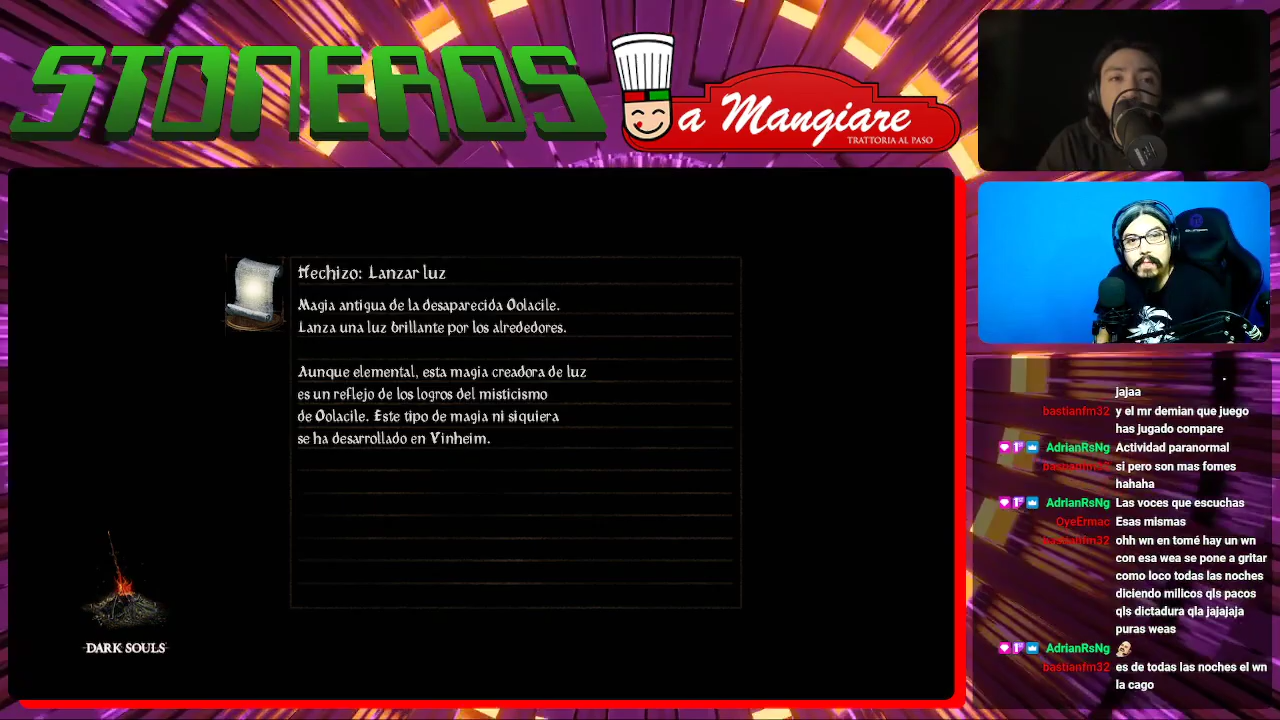 STONEROS
a Mangiare
TRATTORIA AL PASO
Hechizo: Lanzar luz
Magia antigua de la desaparecida Oolacile.
Lanza una luz brillante por los alrededores.
Aunque elemental, esta magia creadora de luz
es un reflejo de los logros del misticismo
de Oolacile. Este tipo de magia ni siquiera
se ha desarrollado en Vinheim.
DARK SOULS
jajaa
bastianfm32 y el mr demian que juego
has jugado compare
AdrianRsNg Actividad paranormal
bastianfm32 si pero son mas fomes
hahaha
AdrianRsNg Las voces que escuchas
OyeErmac Esas mismas
bastianfm32 ohh wn en tomé hay un wn
con esa wea se pone a gritar
como loco todas las noches
diciendo milicos qls pacos
qls dictadura qla jajajaja
puras weas
AdrianRsNg
bastianfm32 es de todas las noches el wn
la cago